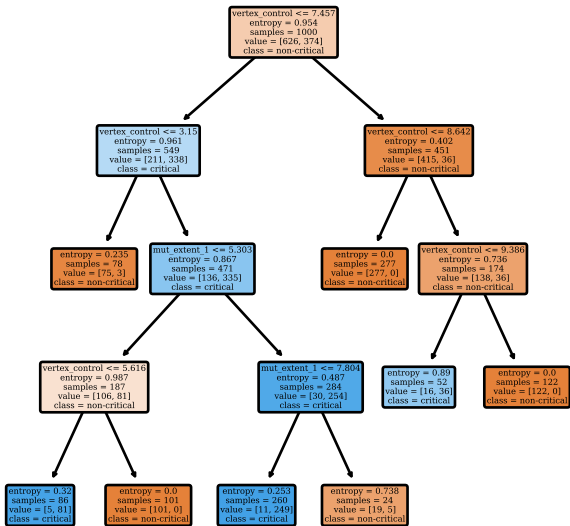 vertex_control <= 7.457
entropy = 0.954
samples = 1000
value = [626, 374]
class = non-critical
vertex_control <= 3.15
entropy = 0.961
samples = 549
value = [211, 338]
class = critical
vertex_control <= 8.642
entropy = 0.402
samples = 451
value = [415, 36]
class = non-critical
entropy = 0.235
samples = 78
value = [75, 3]
class = non-critical
mut_extent_1 <= 5.303
entropy = 0.867
samples = 471
value = [136, 335]
class = critical
entropy = 0.0
samples = 277
value = [277, 0]
class = non-critical
vertex_control <= 9.386
entropy = 0.736
samples = 174
value = [138, 36]
class = non-critical
vertex_control <= 5.616
entropy = 0.987
samples = 187
value = [106, 81]
class = non-critical
mut_extent_1 <= 7.804
entropy = 0.487
samples = 284
value = [30, 254]
class = critical
entropy = 0.89
samples = 52
value = [16, 36]
class = critical
entropy = 0.0
samples = 122
value = [122, 0]
class = non-critical
entropy = 0.32
samples = 86
value = [5, 81]
class = critical
entropy = 0.0
samples = 101
value = [101, 0]
class = non-critical
entropy = 0.253
samples = 260
value = [11, 249]
class = critical
entropy = 0.738
samples = 24
value = [19, 5]
class = non-critical